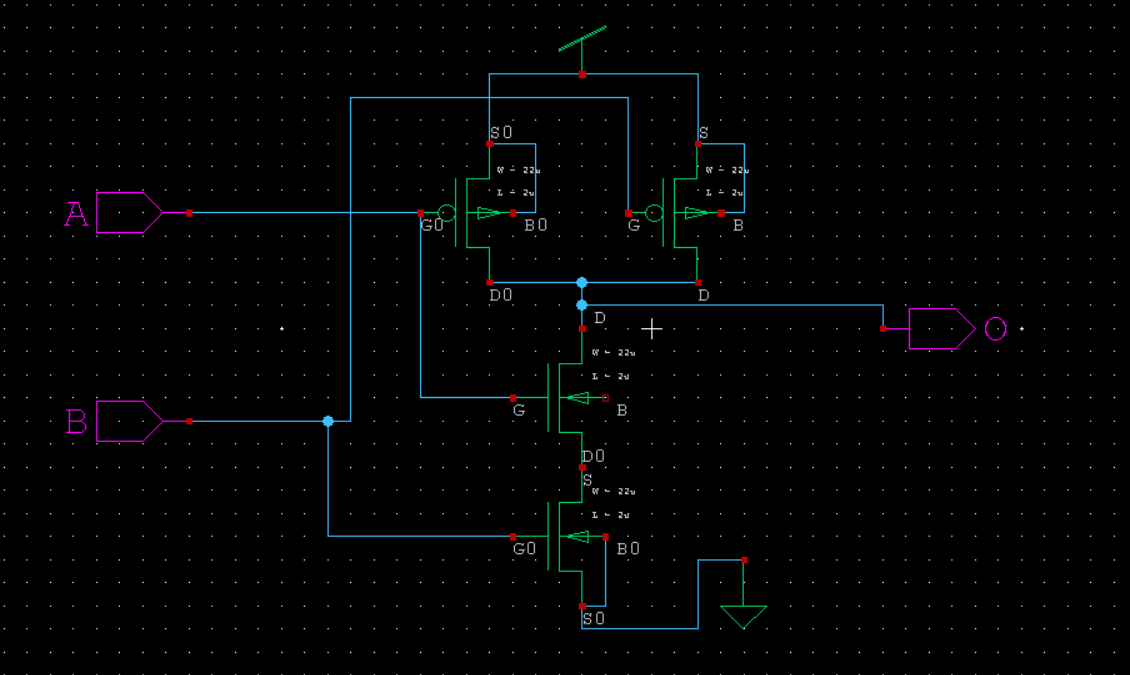 S0
S
W = 22u
W = 22u
L = 2u
L = 2u
A
G0
B0
G
B
D0
D
D
O
W = 22u
L = 2u
G
B
B
D0
S
W = 22u
L = 2u
G0
B0
S0